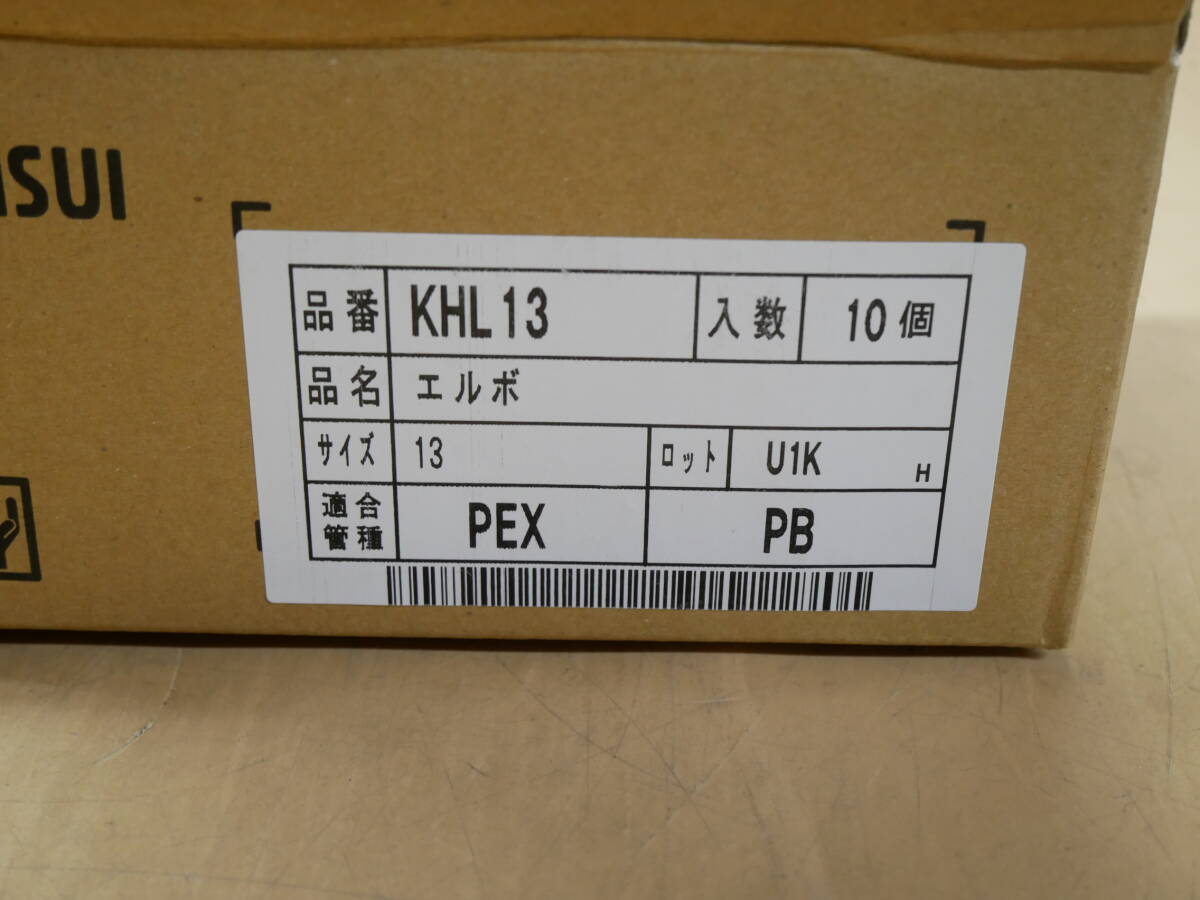 ISUI
品番 KHL13 入数 10個
品名 エルボ
サイズ 13 ロット U1K H
適合管種 PEX PB